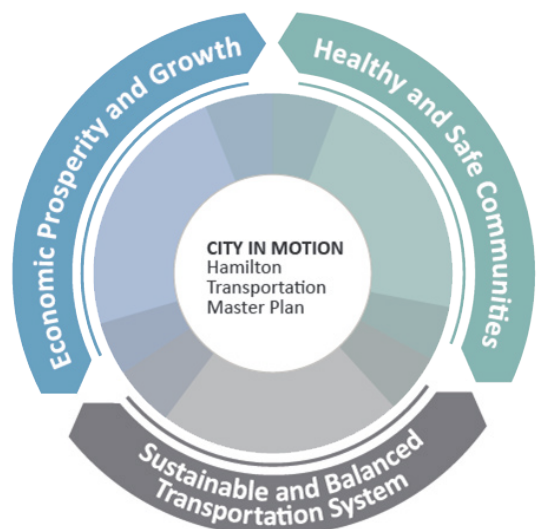 Economic Prosperity and Growth
Healthy and Safe Communities
CITY IN MOTION
Hamilton
Transportation
Master Plan
Sustainable and Balanced
Transportation System